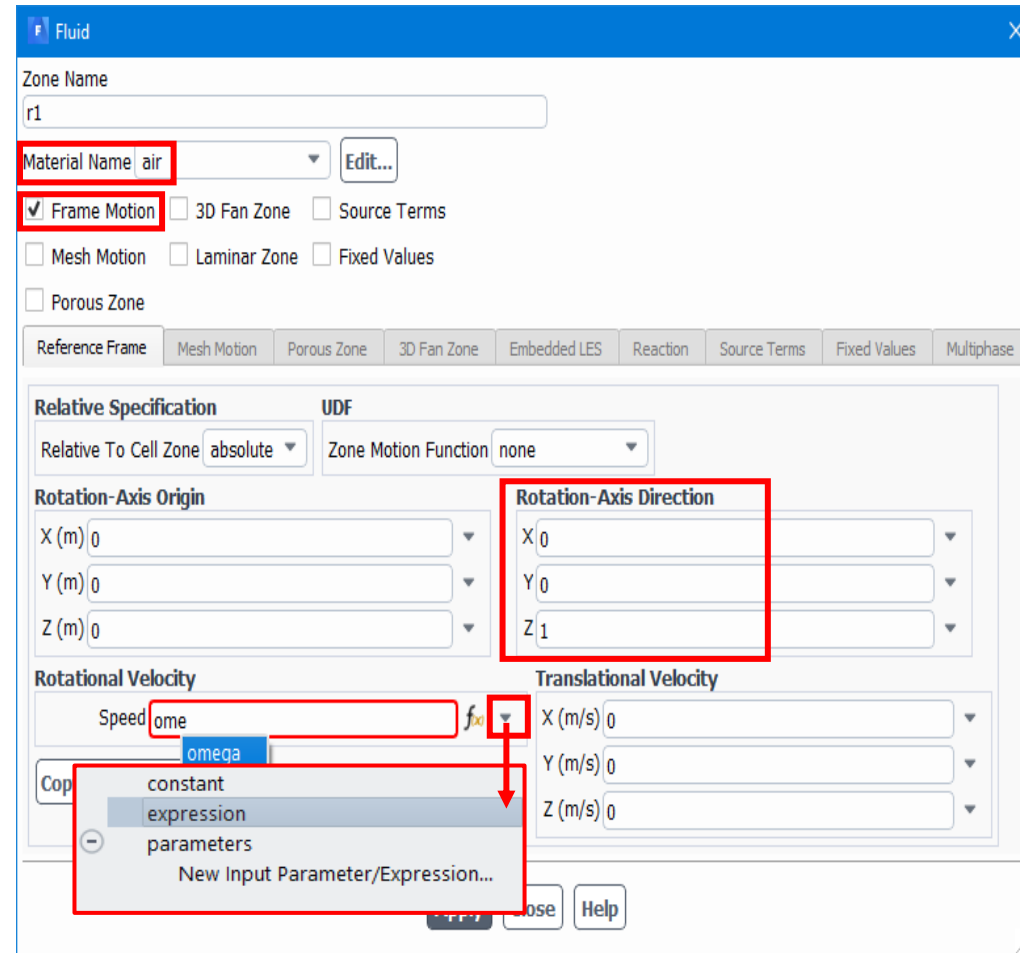 F Fluid X
Zone Name
r1
Material Name air Edit...
Frame Motion 3D Fan Zone Source Terms
Mesh Motion Laminar Zone Fixed Values
Porous Zone
Reference Frame Mesh Motion Porous Zone 3D Fan Zone Embedded LES Reaction Source Terms Fixed Values Multiphase
Relative Specification UDF
Relative To Cell Zone absolute Zone Motion Function none
Rotation-Axis Origin Rotation-Axis Direction
X (m) 0 X 0
Y (m) 0 Y 0
Z (m) 0 Z 1
Rotational Velocity Translational Velocity
Speed ome f(x) X (m/s) 0
omega
Y (m/s) 0
Cop constant
expression Z (m/s) 0
parameters
New Input Parameter/Expression...
Apply Close Help